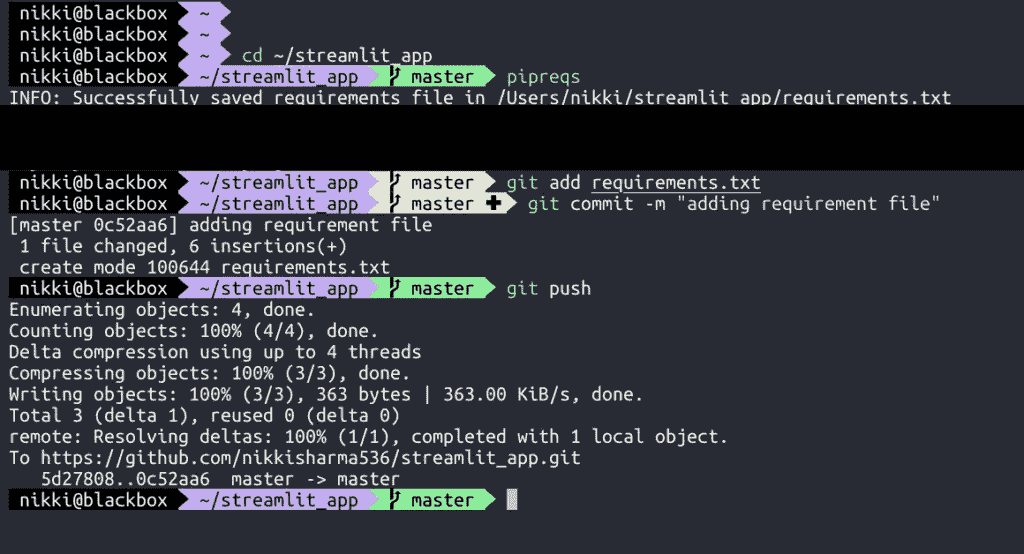 nikki@blackbox ~
nikki@blackbox ~
nikki@blackbox ~ cd ~/streamlit_app
nikki@blackbox ~/streamlit_app master pipreqs
INFO: Successfully saved requirements file in /Users/nikki/streamlit_app/requirements.txt
nikki@blackbox ~/streamlit_app master git add requirements.txt
nikki@blackbox ~/streamlit_app master ✚ git commit -m "adding requirement file"
[master 0c52aa6] adding requirement file
1 file changed, 6 insertions(+)
create mode 100644 requirements.txt
nikki@blackbox ~/streamlit_app master git push
Enumerating objects: 4, done.
Counting objects: 100% (4/4), done.
Delta compression using up to 4 threads
Compressing objects: 100% (3/3), done.
Writing objects: 100% (3/3), 363 bytes | 363.00 KiB/s, done.
Total 3 (delta 1), reused 0 (delta 0)
remote: Resolving deltas: 100% (1/1), completed with 1 local object.
To https://github.com/nikkisharma536/streamlit_app.git
5d27808..0c52aa6 master -> master
nikki@blackbox ~/streamlit_app master